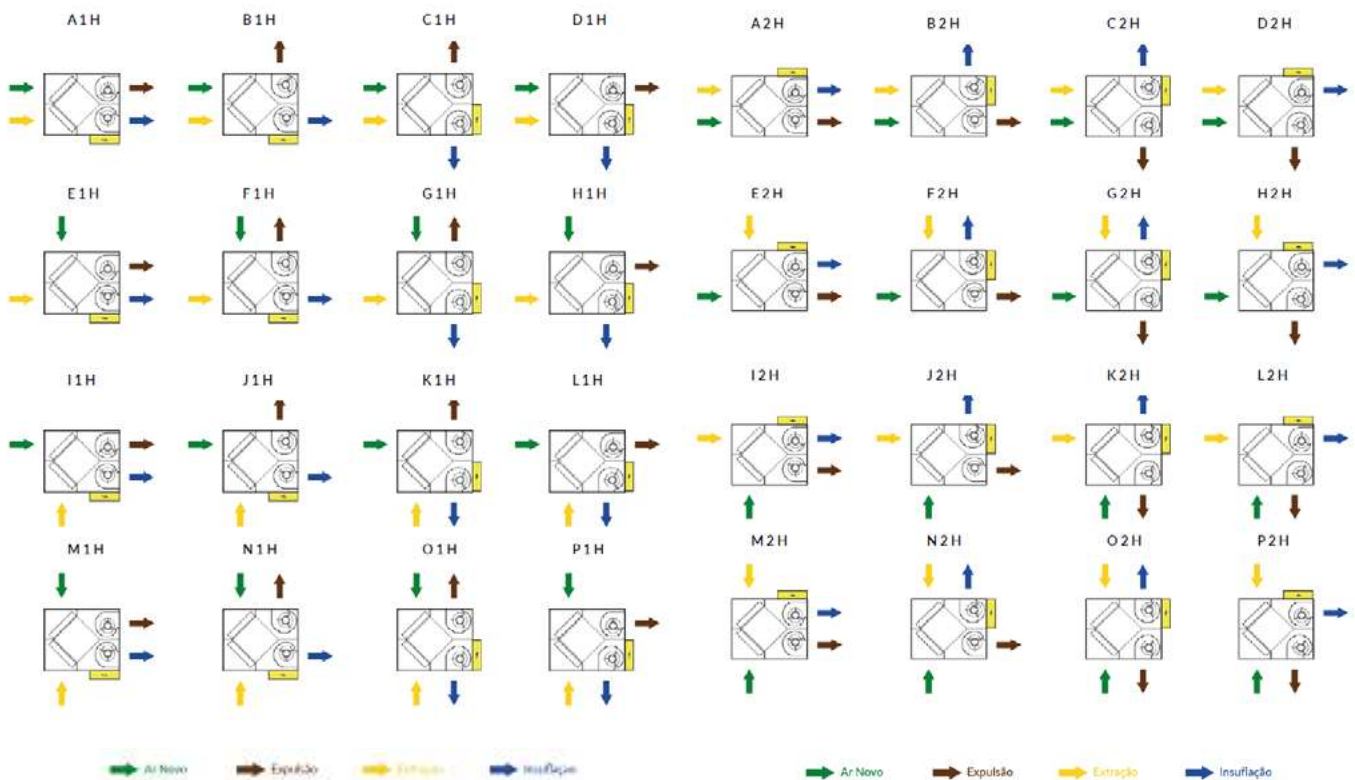 A1H B1H C1H D1H
A2H B2H C2H D2H
E1H F1H G1H H1H
E2H F2H G2H H2H
I1H J1H K1H L1H
I2H J2H K2H L2H
M1H N1H O1H P1H
M2H N2H O2H P2H
Ar Novo Expulsão Extração Insuflação
Ar Novo Expulsão Extração Insuflação